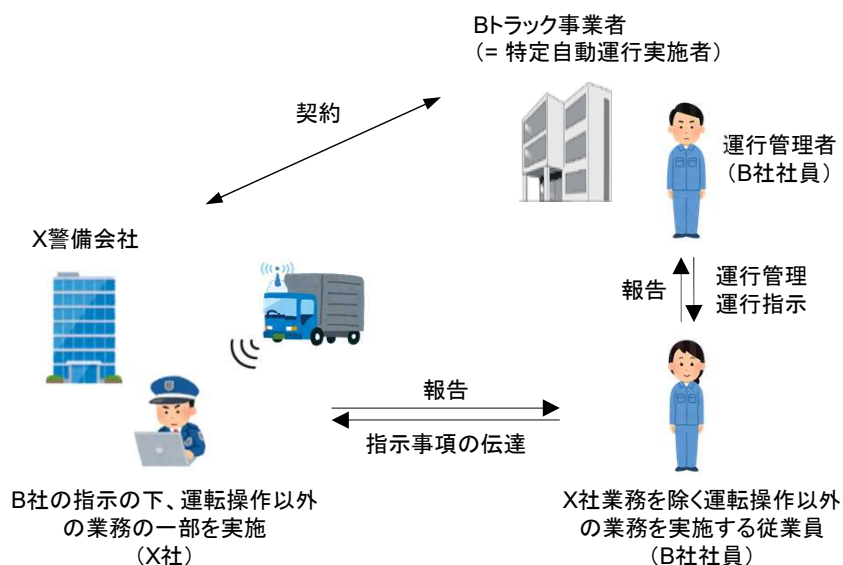 Bトラック事業者
(= 特定自動運行実施者)
契約
運行管理者
(B社社員)
X警備会社
報告
運行管理
運行指示
報告
指示事項の伝達
B社の指示の下、運転操作以外
の業務の一部を実施
(X社)
X社業務を除く運転操作以外
の業務を実施する従業員
(B社社員)